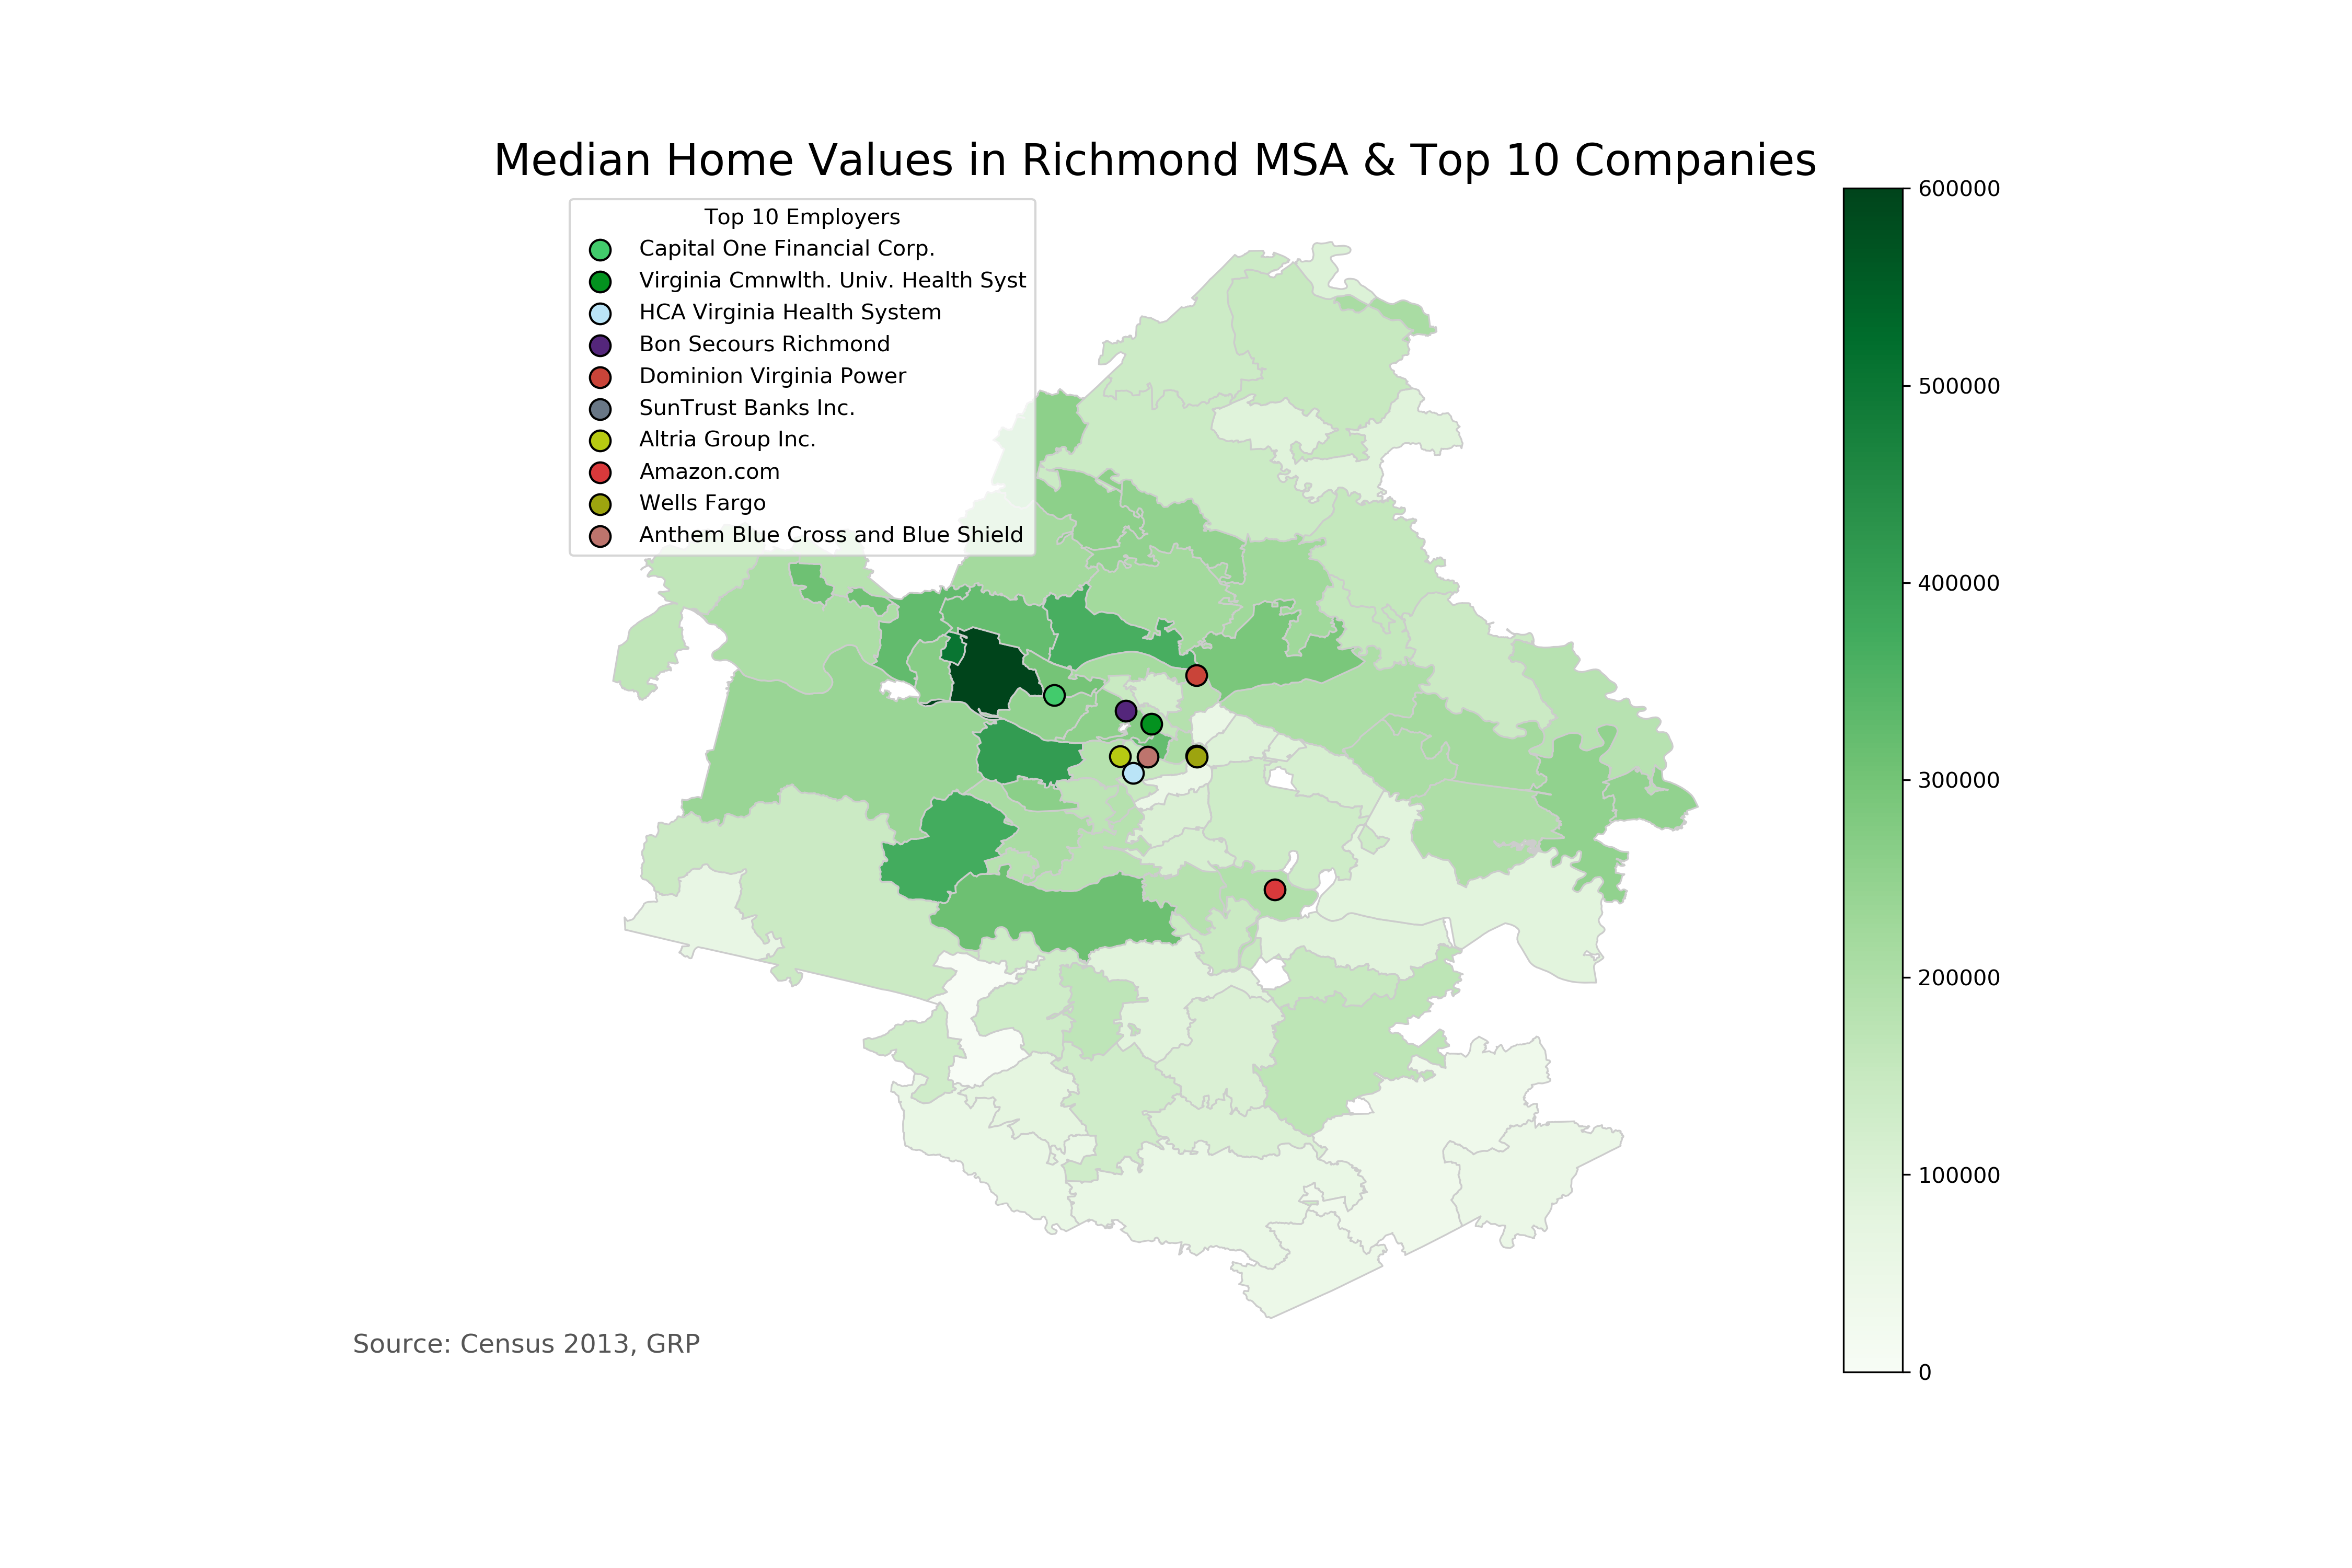 Median Home Values in Richmond MSA & Top 10 Companies
Top 10 Employers
Capital One Financial Corp.
Virginia Cmnwlth. Univ. Health Syst
HCA Virginia Health System
Bon Secours Richmond
Dominion Virginia Power
SunTrust Banks Inc.
Altria Group Inc.
Amazon.com
Wells Fargo
Anthem Blue Cross and Blue Shield
600000
500000
400000
300000
200000
100000
0
Source: Census 2013, GRP